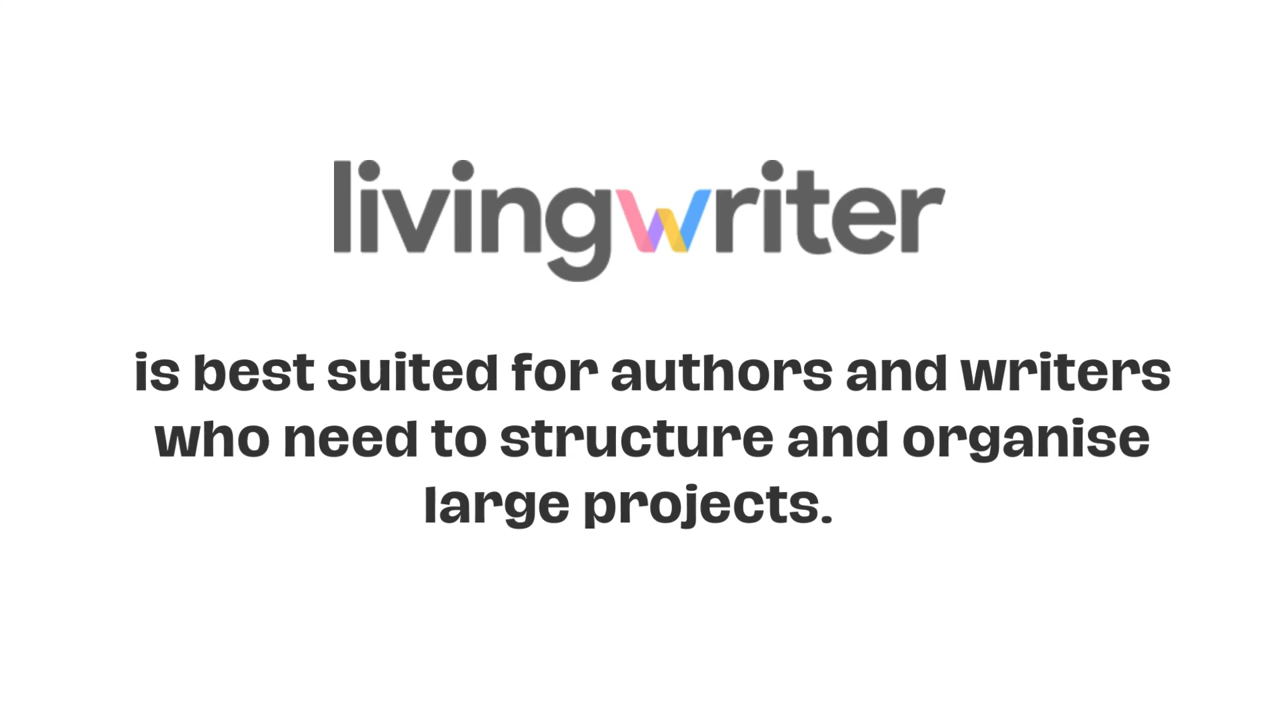 livingwriter
is best suited for authors and writers
who need to structure and organise
large projects.